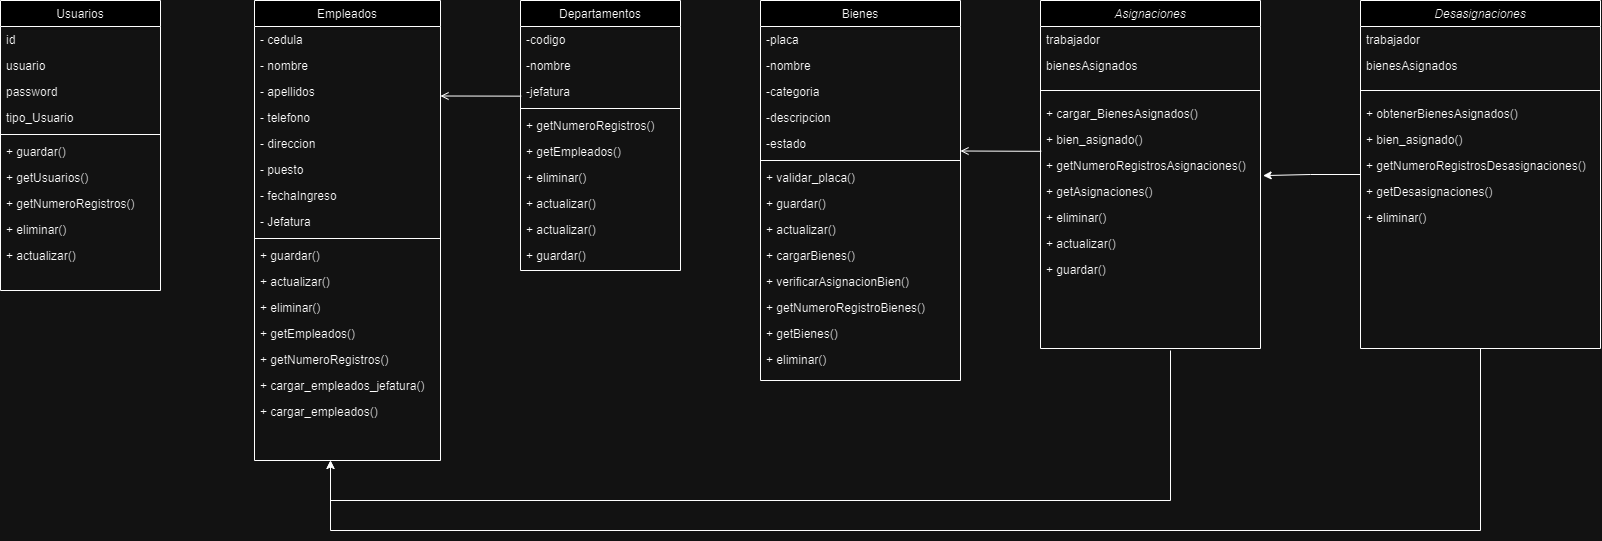 Usuarios
id
usuario
password
tipo_Usuario
+ guardar()
+ getUsuarios()
+ getNumeroRegistros()
+ eliminar()
+ actualizar()
Empleados
- cedula
- nombre
- apellidos
- telefono
- direccion
- puesto
- fechaIngreso
- Jefatura
+ guardar()
+ actualizar()
+ eliminar()
+ getEmpleados()
+ getNumeroRegistros()
+ cargar_empleados_jefatura()
+ cargar_empleados()
Departamentos
-codigo
-nombre
-jefatura
+ getNumeroRegistros()
+ getEmpleados()
+ eliminar()
+ actualizar()
+ actualizar()
+ guardar()
Bienes
-placa
-nombre
-categoria
-descripcion
-estado
+ validar_placa()
+ guardar()
+ actualizar()
+ cargarBienes()
+ verificarAsignacionBien()
+ getNumeroRegistroBienes()
+ getBienes()
+ eliminar()
Asignaciones
trabajador
bienesAsignados
+ cargar_BienesAsignados()
+ bien_asignado()
+ getNumeroRegistrosAsignaciones()
+ getAsignaciones()
+ eliminar()
+ actualizar()
+ guardar()
Desasignaciones
trabajador
bienesAsignados
+ obtenerBienesAsignados()
+ bien_asignado()
+ getNumeroRegistrosDesasignaciones()
+ getDesasignaciones()
+ eliminar()